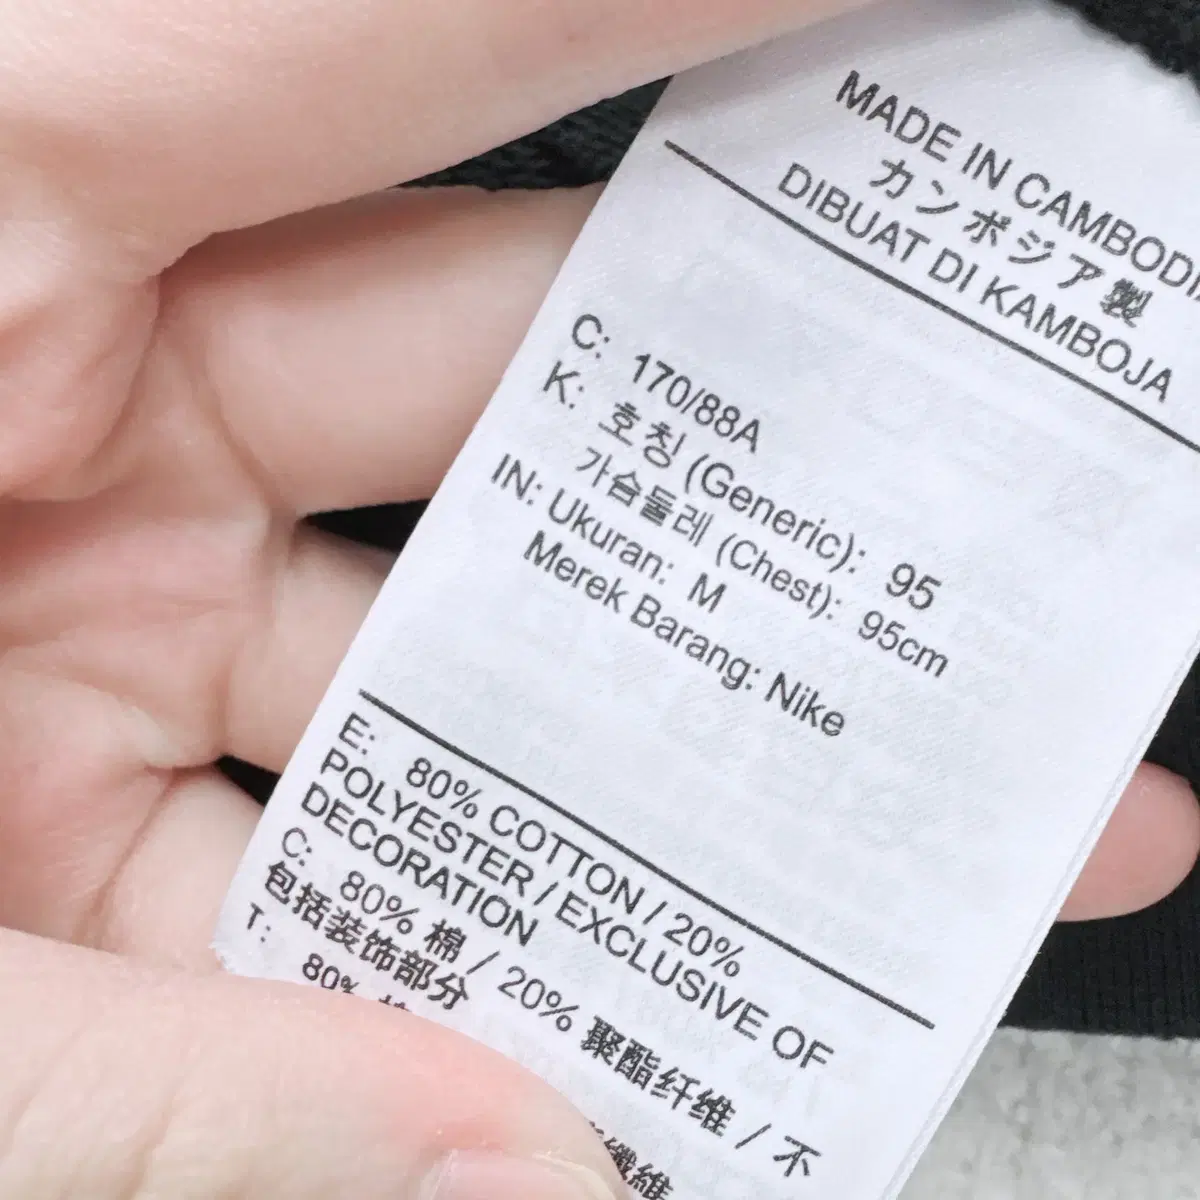 MADE IN CAMBODI
カンボジア製
DIBUAT DI KAMBOJA
C: 170/88A
K: 호칭 (Generic): 95
가슴둘레 (Chest): 95cm
IN: Ukuran: M
Merek Barang: Nike
E: 80% COTTON / 20%
POLYESTER / EXCLUSIVE OF
DECORATION
C: 80% 棉 / 20% 聚酯纤维 / 不
包括装饰部分
T:
80%